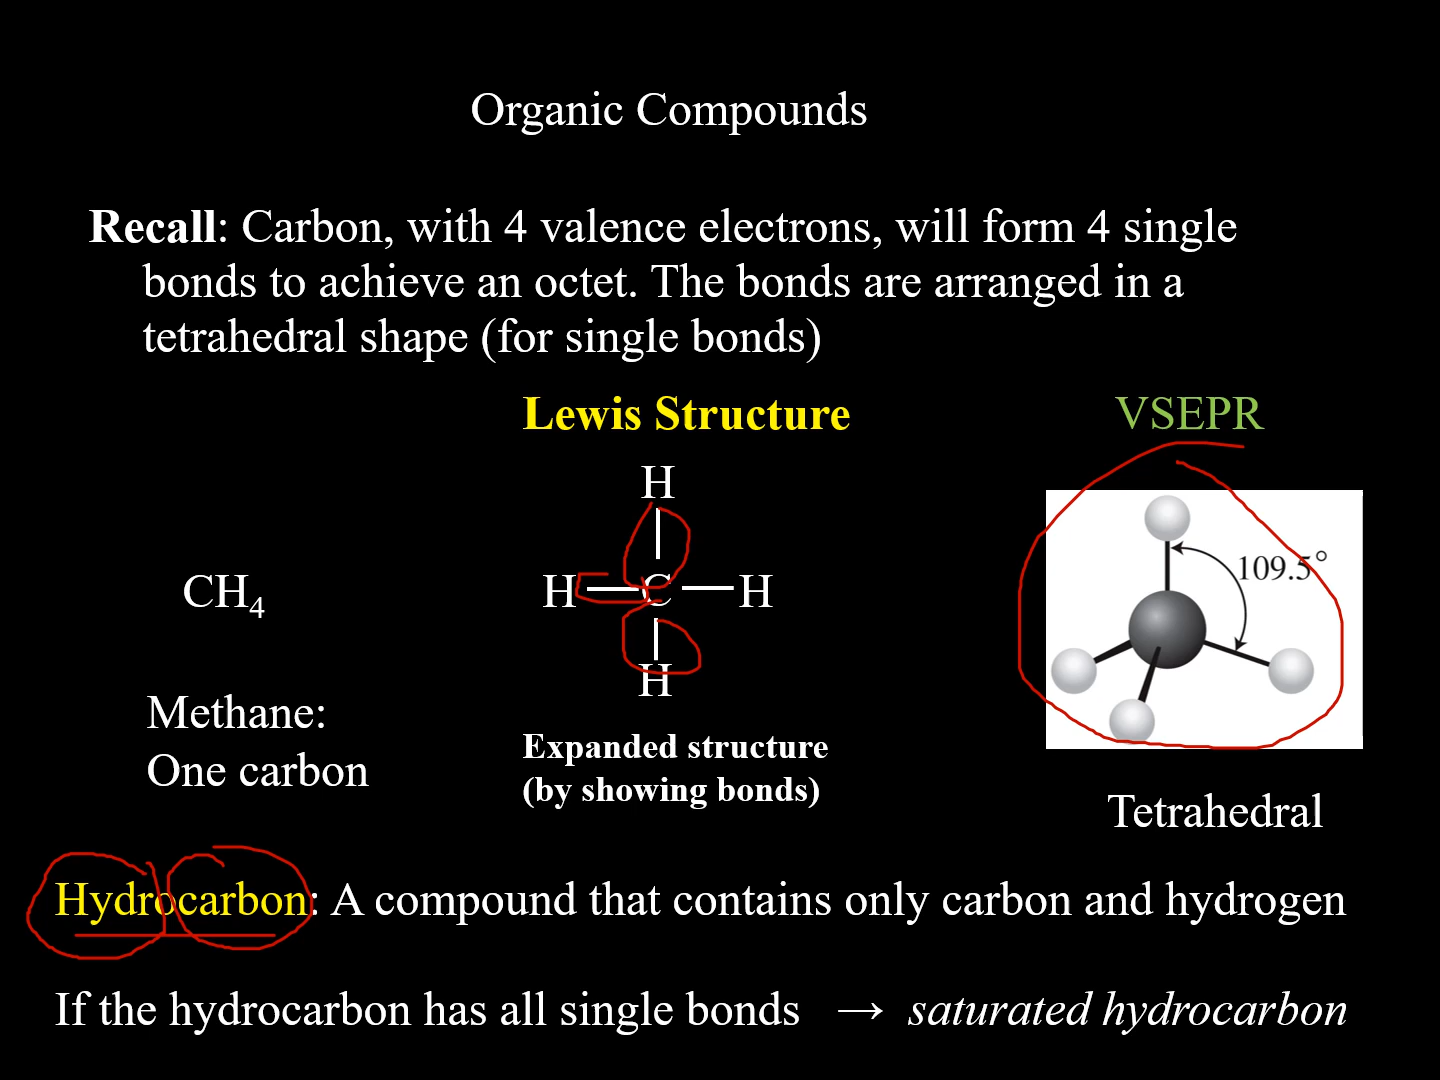 Organic Compounds
Recall: Carbon, with 4 valence electrons, will form 4 single
bonds to achieve an octet. The bonds are arranged in a
tetrahedral shape (for single bonds)
Lewis Structure
VSEPR
H
109.5°
CH₄
H C H
H
Methane:
One carbon
Expanded structure
(by showing bonds)
Tetrahedral
Hydrocarbon: A compound that contains only carbon and hydrogen
If the hydrocarbon has all single bonds → saturated hydrocarbon